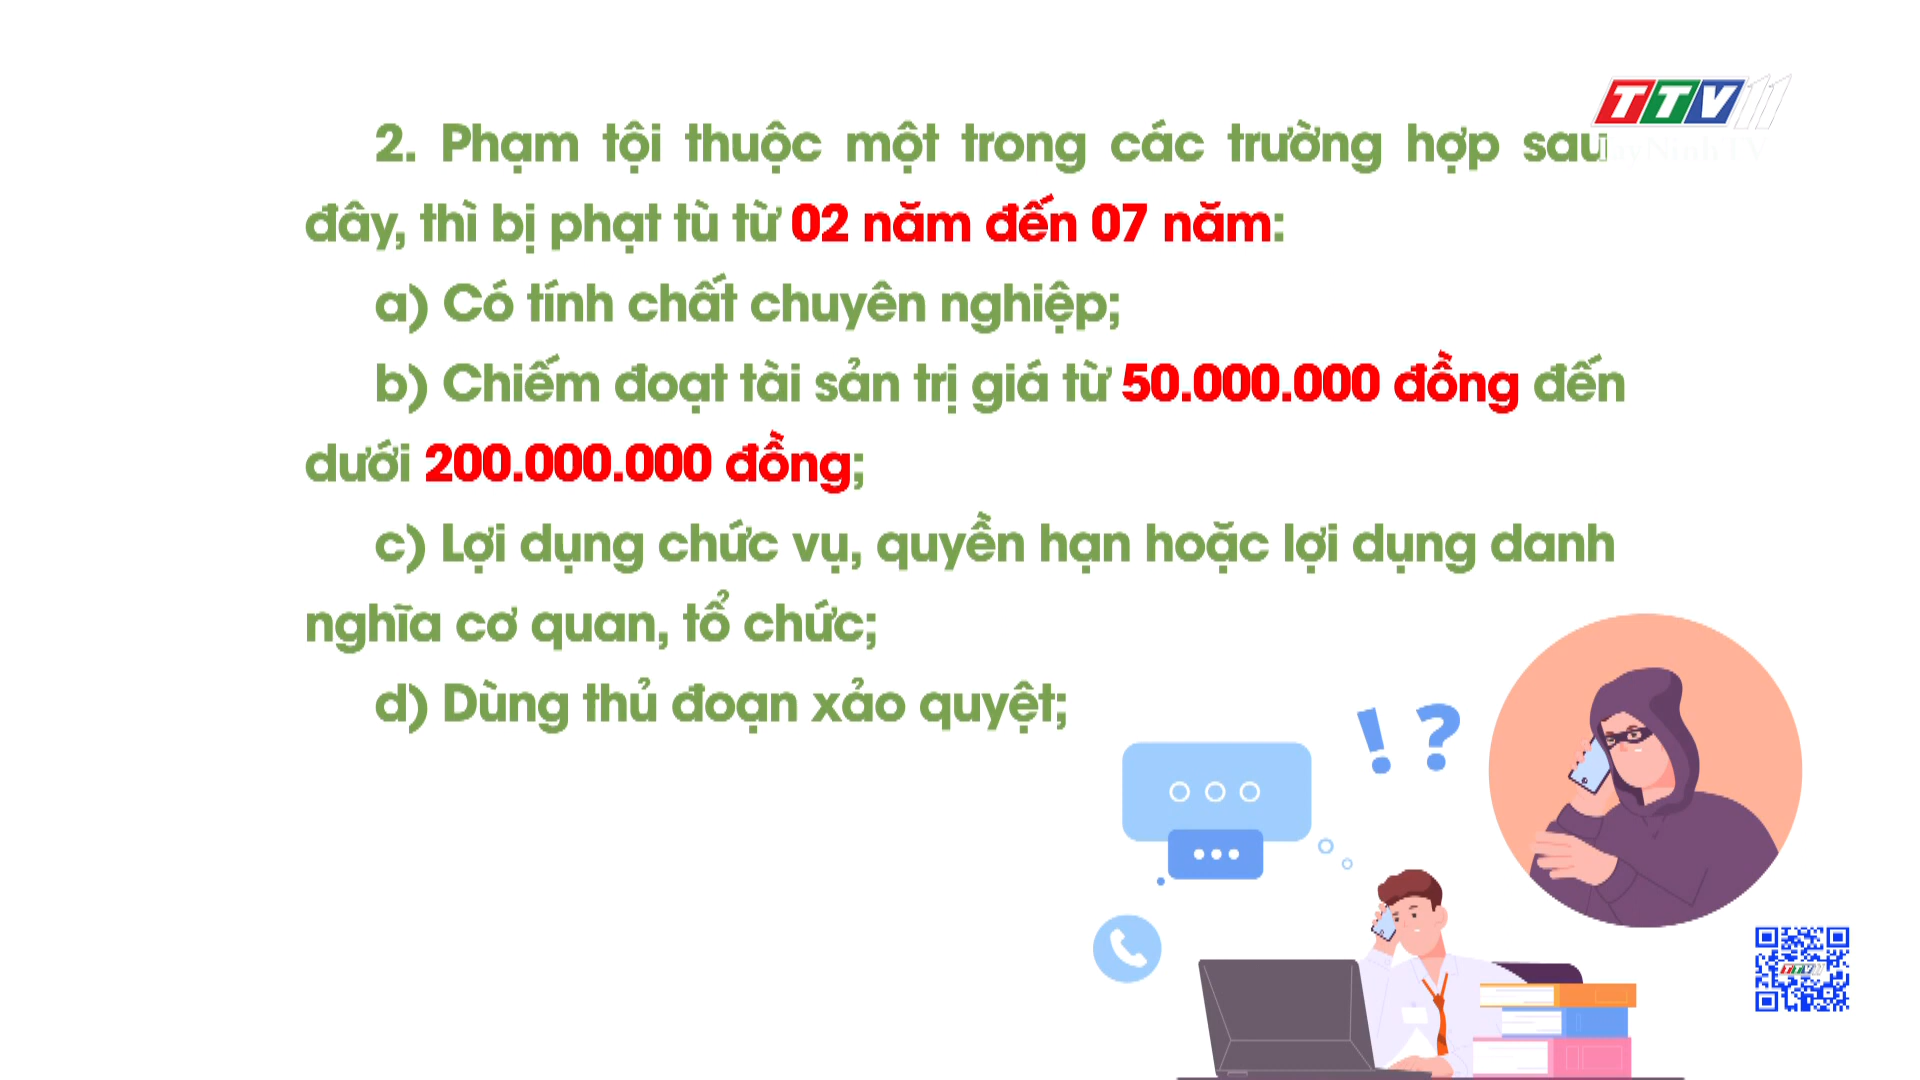 TTV11
TayNinhTV
2. Phạm tội thuộc một trong các trường hợp sau
đây, thì bị phạt tù từ 02 năm đến 07 năm:
a) Có tính chất chuyên nghiệp;
b) Chiếm đoạt tài sản trị giá từ 50.000.000 đồng đến
dưới 200.000.000 đồng;
c) Lợi dụng chức vụ, quyền hạn hoặc lợi dụng danh
nghĩa cơ quan, tổ chức;
d) Dùng thủ đoạn xảo quyệt;
! ?
TTV11